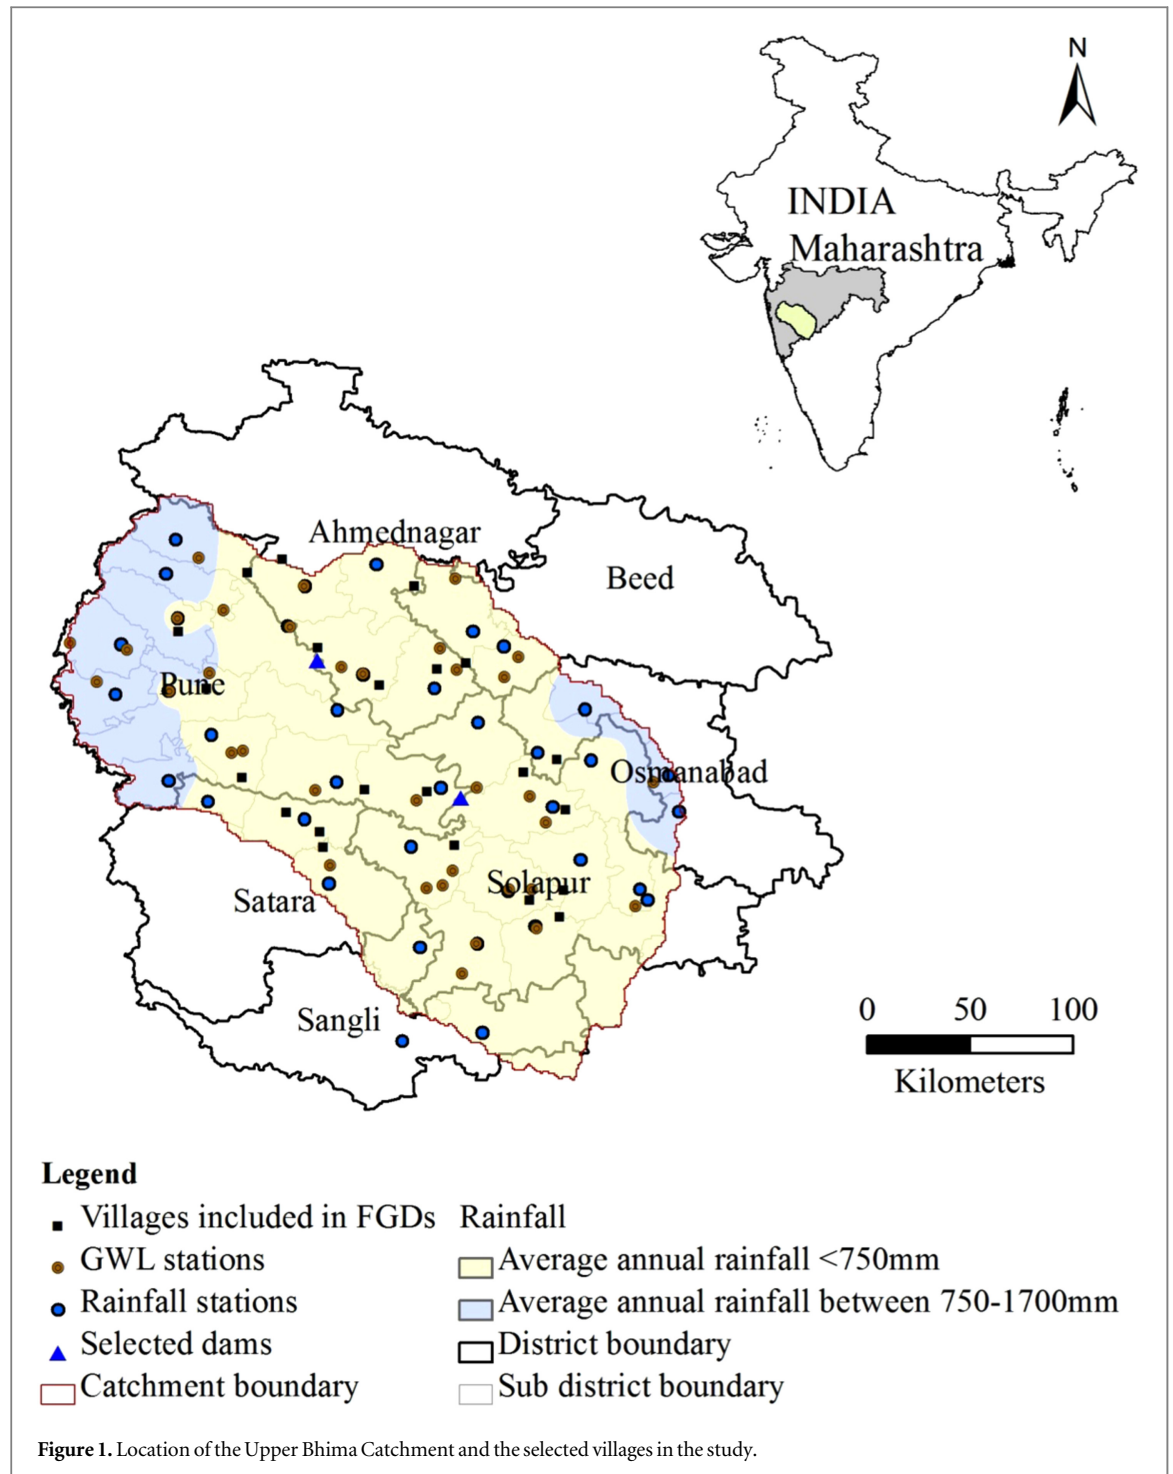 N
INDIA
Maharashtra
Ahmednagar
Beed
Pune
Osmanabad
Solapur
Satara
Sangli
0 50 100
Kilometers
Legend
Villages included in FGDs Rainfall
GWL stations Average annual rainfall <750mm
Rainfall stations Average annual rainfall between 750-1700mm
Selected dams District boundary
Catchment boundary Sub district boundary
Figure 1. Location of the Upper Bhima Catchment and the selected villages in the study.